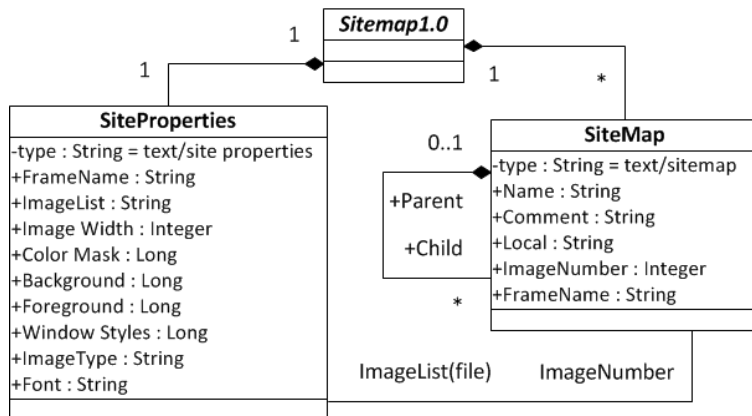 Sitemap1.0
1
1
1
*
SiteProperties
-type : String = text/site properties
+FrameName : String
+ImageList : String
+Image Width : Integer
+Color Mask : Long
+Background : Long
+Foreground : Long
+Window Styles : Long
+ImageType : String
+Font : String
0..1
+Parent
+Child
*
SiteMap
-type : String = text/sitemap
+Name : String
+Comment : String
+Local : String
+ImageNumber : Integer
+FrameName : String
ImageList(file)
ImageNumber